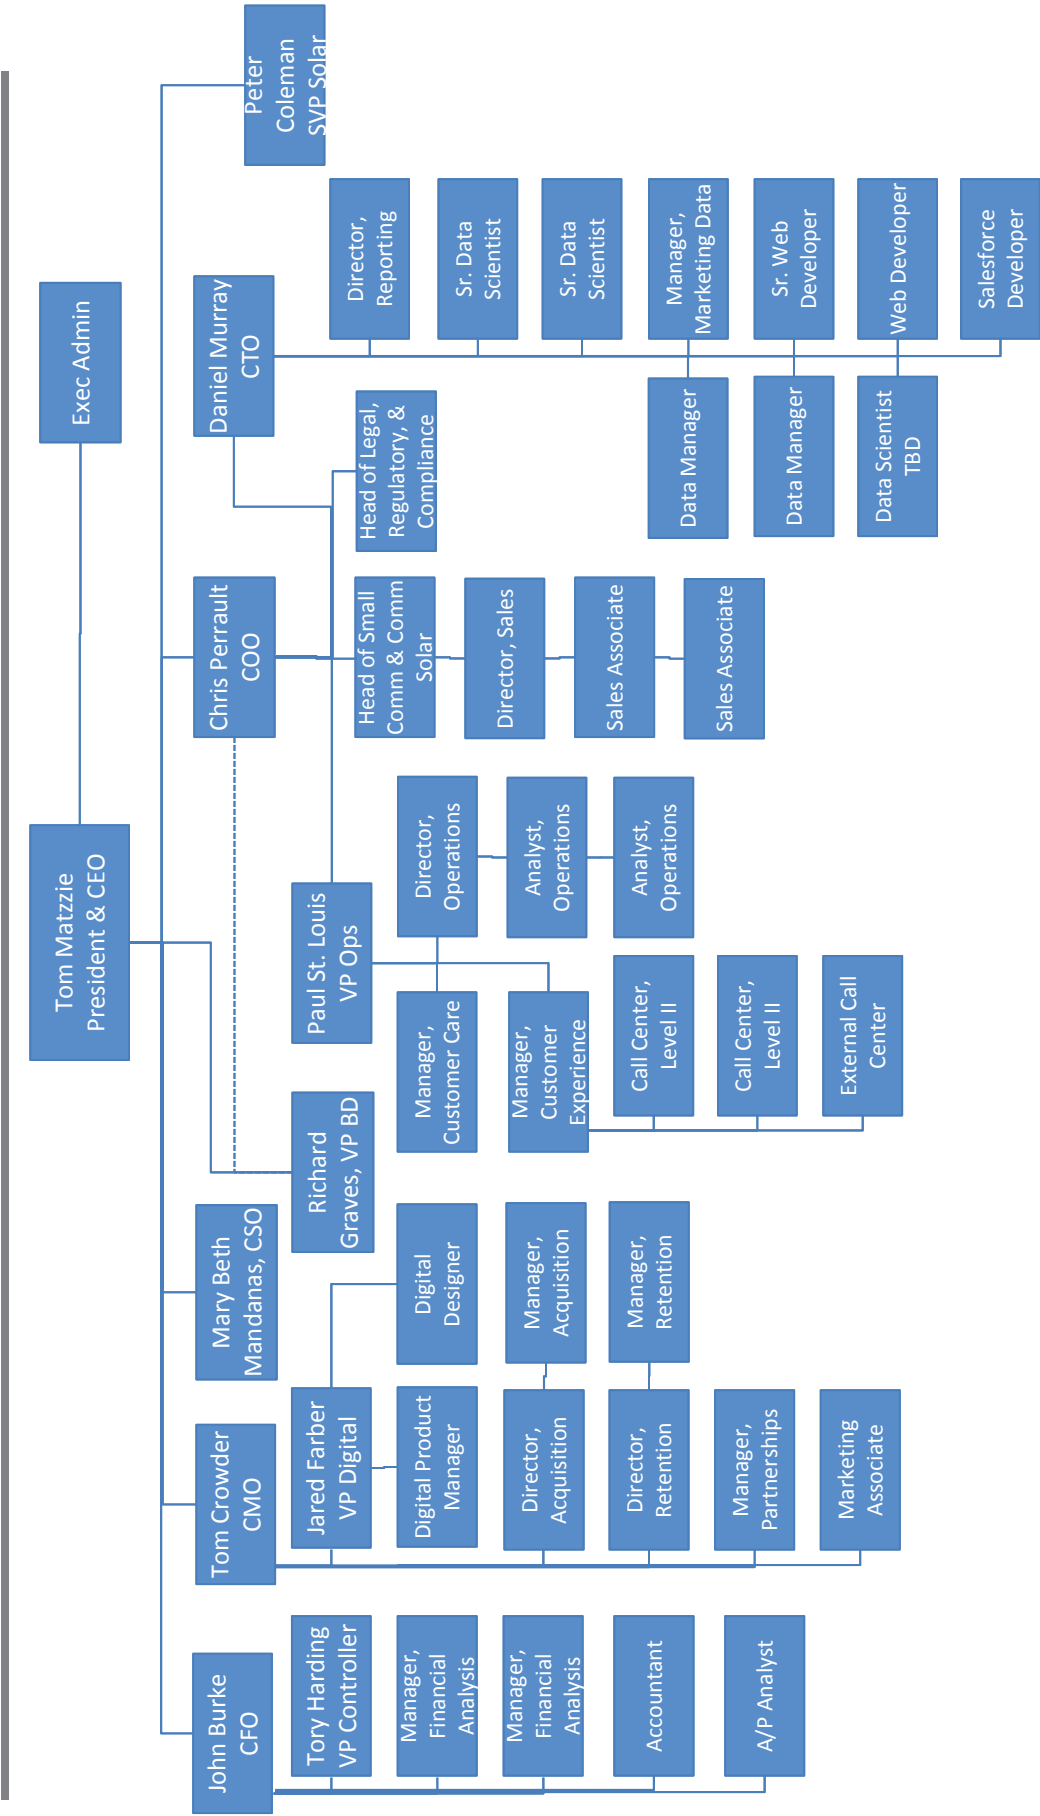 Tom Matzzie
President & CEO
Exec Admin
John Burke
CFO
Tom Crowder
CMO
Mary Beth
Mandanas, CSO
Chris Perrault
COO
Daniel Murray
CTO
Peter
Coleman
SVP Solar
Tory Harding
VP Controller
Manager,
Financial
Analysis
Manager,
Financial
Analysis
Accountant
A/P Analyst
Jared Farber
VP Digital
Digital Product
Manager
Digital
Designer
Director,
Acquisition
Manager,
Acquisition
Director,
Retention
Manager,
Retention
Manager,
Partnerships
Marketing
Associate
Richard
Graves, VP BD
Paul St. Louis
VP Ops
Manager,
Customer Care
Director,
Operations
Manager,
Customer
Experience
Analyst,
Operations
Call Center,
Level II
Analyst,
Operations
Call Center,
Level II
External Call
Center
Head of Small
Comm & Comm
Solar
Head of Legal,
Regulatory, &
Compliance
Director, Sales
Sales Associate
Sales Associate
Director,
Reporting
Sr. Data
Scientist
Sr. Data
Scientist
Data Manager
Manager,
Marketing Data
Data Manager
Sr. Web
Developer
Data Scientist
TBD
Web Developer
Salesforce
Developer